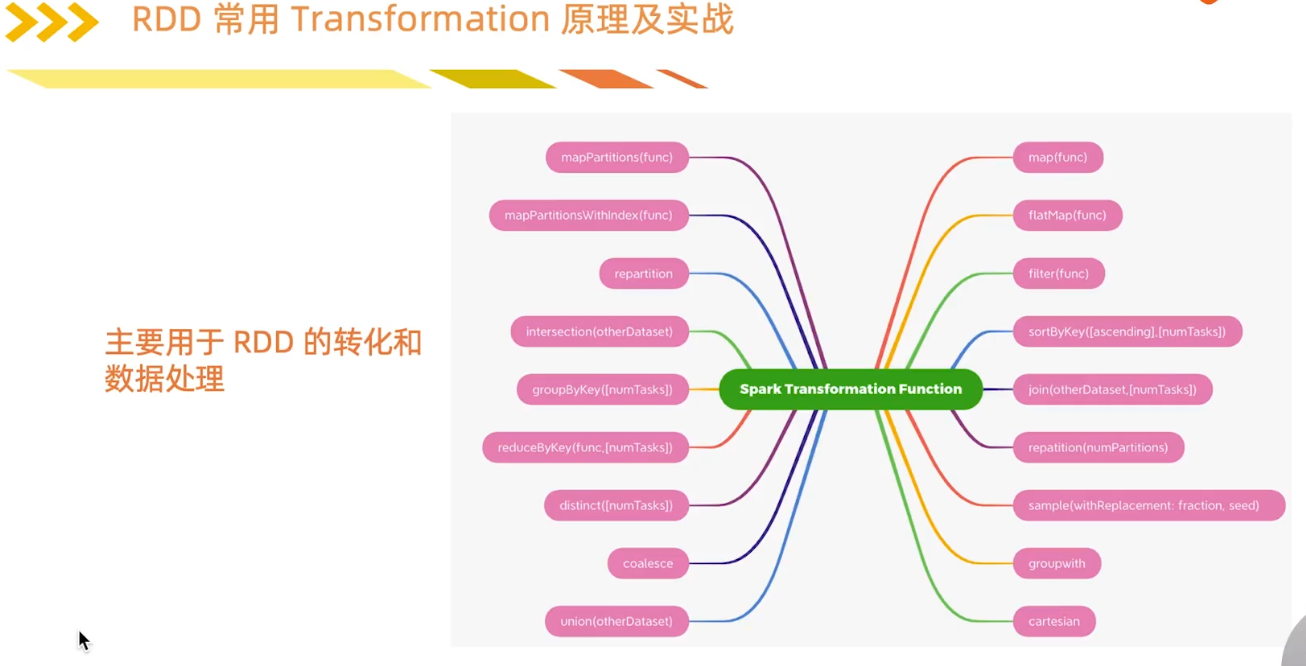 RDD 常用 Transformation 原理及实战
主要用于 RDD 的转化和
数据处理
mapPartitions(func)
mapPartitionsWithIndex(func)
repartition
intersection(otherDataset)
groupByKey([numTasks])
reduceByKey(func,[numTasks])
distinct([numTasks])
coalesce
union(otherDataset)
Spark Transformation Function
map(func)
flatMap(func)
filter(func)
sortByKey([ascending].[numTasks])
join(otherDataset,[numTasks])
repatition(numPartitions)
sample(withReplacement: fraction, seed)
groupwith
cartesian